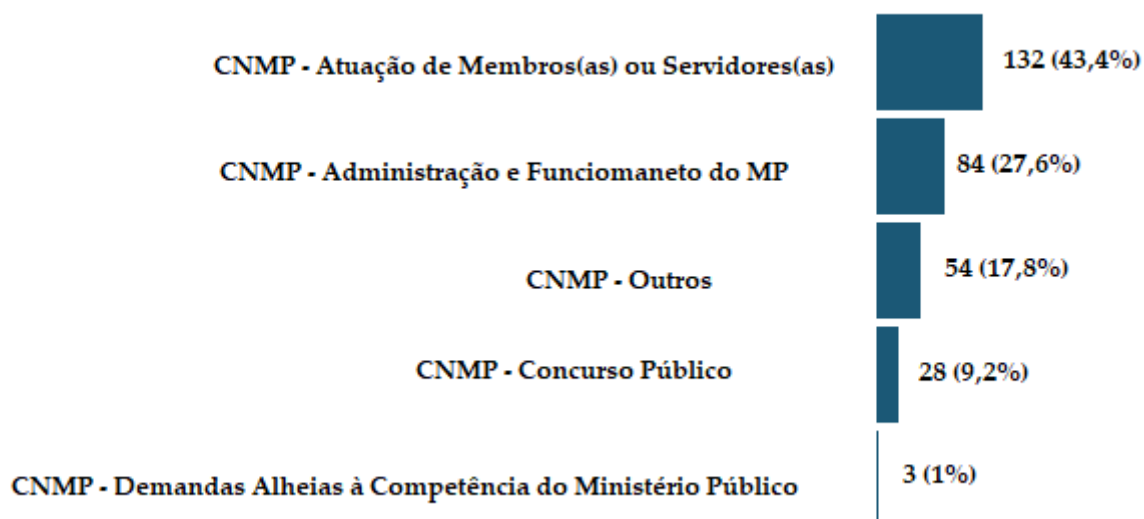 CNMP - Atuação de Membros(as) ou Servidores(as) 132 (43,4%)
CNMP - Administração e Funciomaneto do MP 84 (27,6%)
CNMP - Outros 54 (17,8%)
CNMP - Concurso Público 28 (9,2%)
CNMP - Demandas Alheias à Competência do Ministério Público 3 (1%)